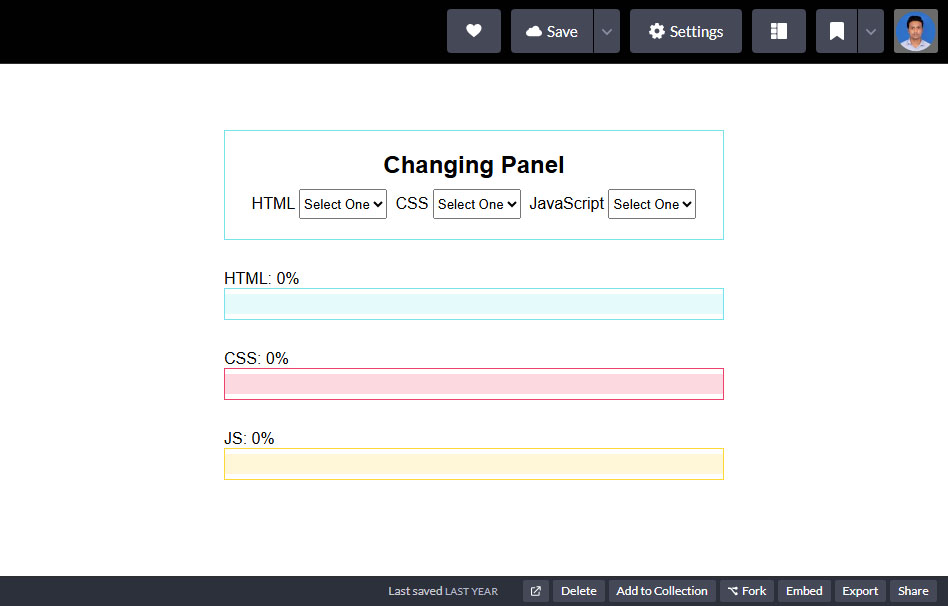 Save Settings
Changing Panel
HTML Select One CSS Select One JavaScript Select One
HTML: 0%
CSS: 0%
JS: 0%
Last saved LAST YEAR Delete Add to Collection Fork Embed Export Share